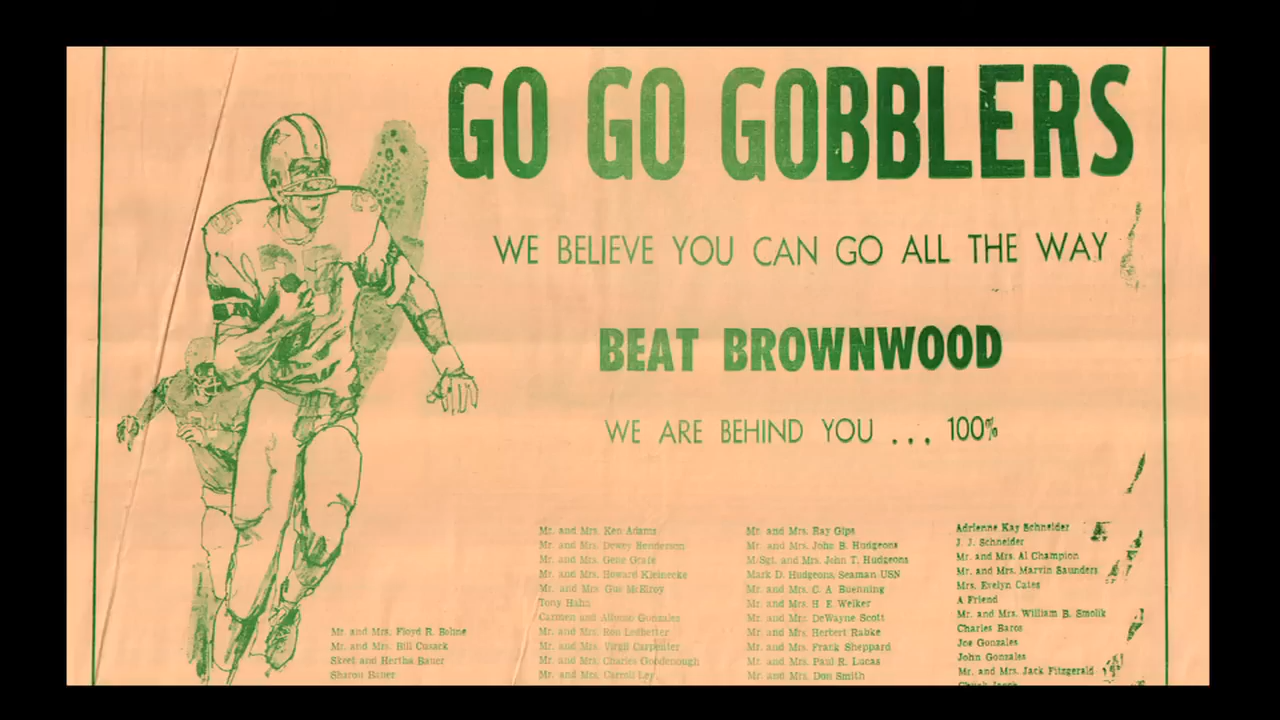 GO GO GOBBLERS
WE BELIEVE YOU CAN GO ALL THE WAY
BEAT BROWNWOOD
WE ARE BEHIND YOU . . . 100%
Mr. and Mrs. Floyd R. Bohne
Mr. and Mrs. Bill Cusack
Skeet and Hertha Bauer
Sharon Bauer
Mr. and Mrs. Ken Adams
Mr. and Mrs. Dewey Henderson
Mr. and Mrs. Gene Grafe
Mr. and Mrs. Howard Kleinecke
Mr. and Mrs. Gus McElroy
Tony Hahn
Carmen and Alfonso Gonzales
Mr. and Mrs. Ron Ledbetter
Mr. and Mrs. Virgil Carpenter
Mr. and Mrs. Charles Goodenough
Mr. and Mrs. Carroll Ley
Mr. and Mrs. Ray Gips
Mr. and Mrs. John B. Hudgeons
M/Sgt. and Mrs. John T. Hudgeons
Mark D. Hudgeons, Seaman USN
Mr. and Mrs. C. A. Buenning
Mr. and Mrs. H. E. Welker
Mr. and Mrs. DeWayne Scott
Mr. and Mrs. Herbert Rabke
Mr. and Mrs. Frank Sheppard
Mr. and Mrs. Paul R. Lucas
Mr. and Mrs. Don Smith
Adrienne Kay Schneider
J. J. Schneider
Mr. and Mrs. Al Champion
Mr. and Mrs. Marvin Saunders
Mrs. Evelyn Cates
A Friend
Mr. and Mrs. William B. Smolik
Charles Baros
Joe Gonzales
John Gonzales
Mr. and Mrs. Jack Fitzgerald